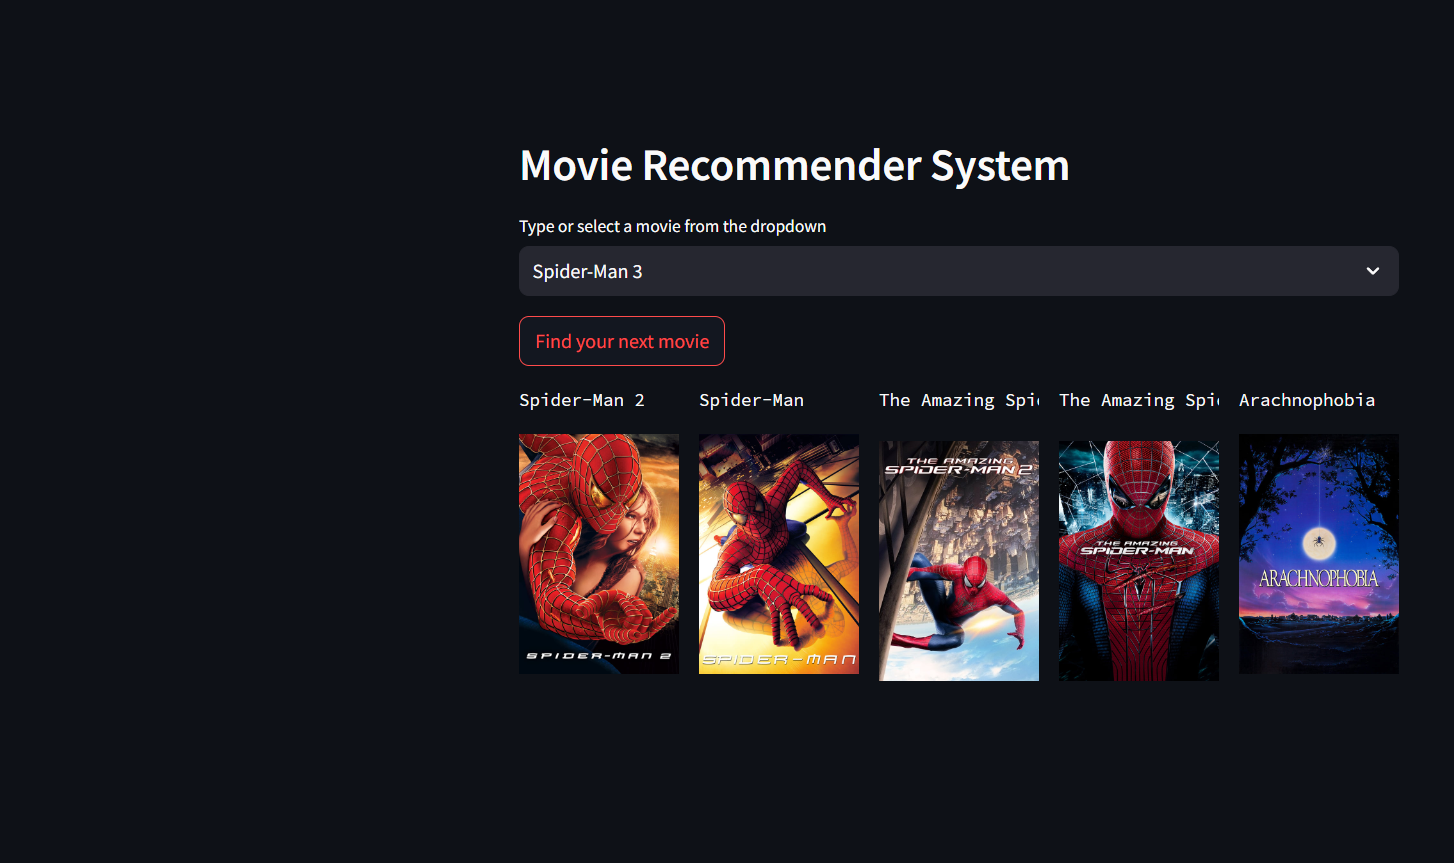 Movie Recommender System
Type or select a movie from the dropdown
Spider-Man 3
Find your next movie
Spider-Man 2
Spider-Man
The Amazing Spi
The Amazing Spi
Arachnophobia
SPIDER-MAN 2
SPIDER-MAN
THE AMAZING
SPIDER-MAN 2
THE AMAZING
SPIDER-MAN
ARACHNOPHOBIA